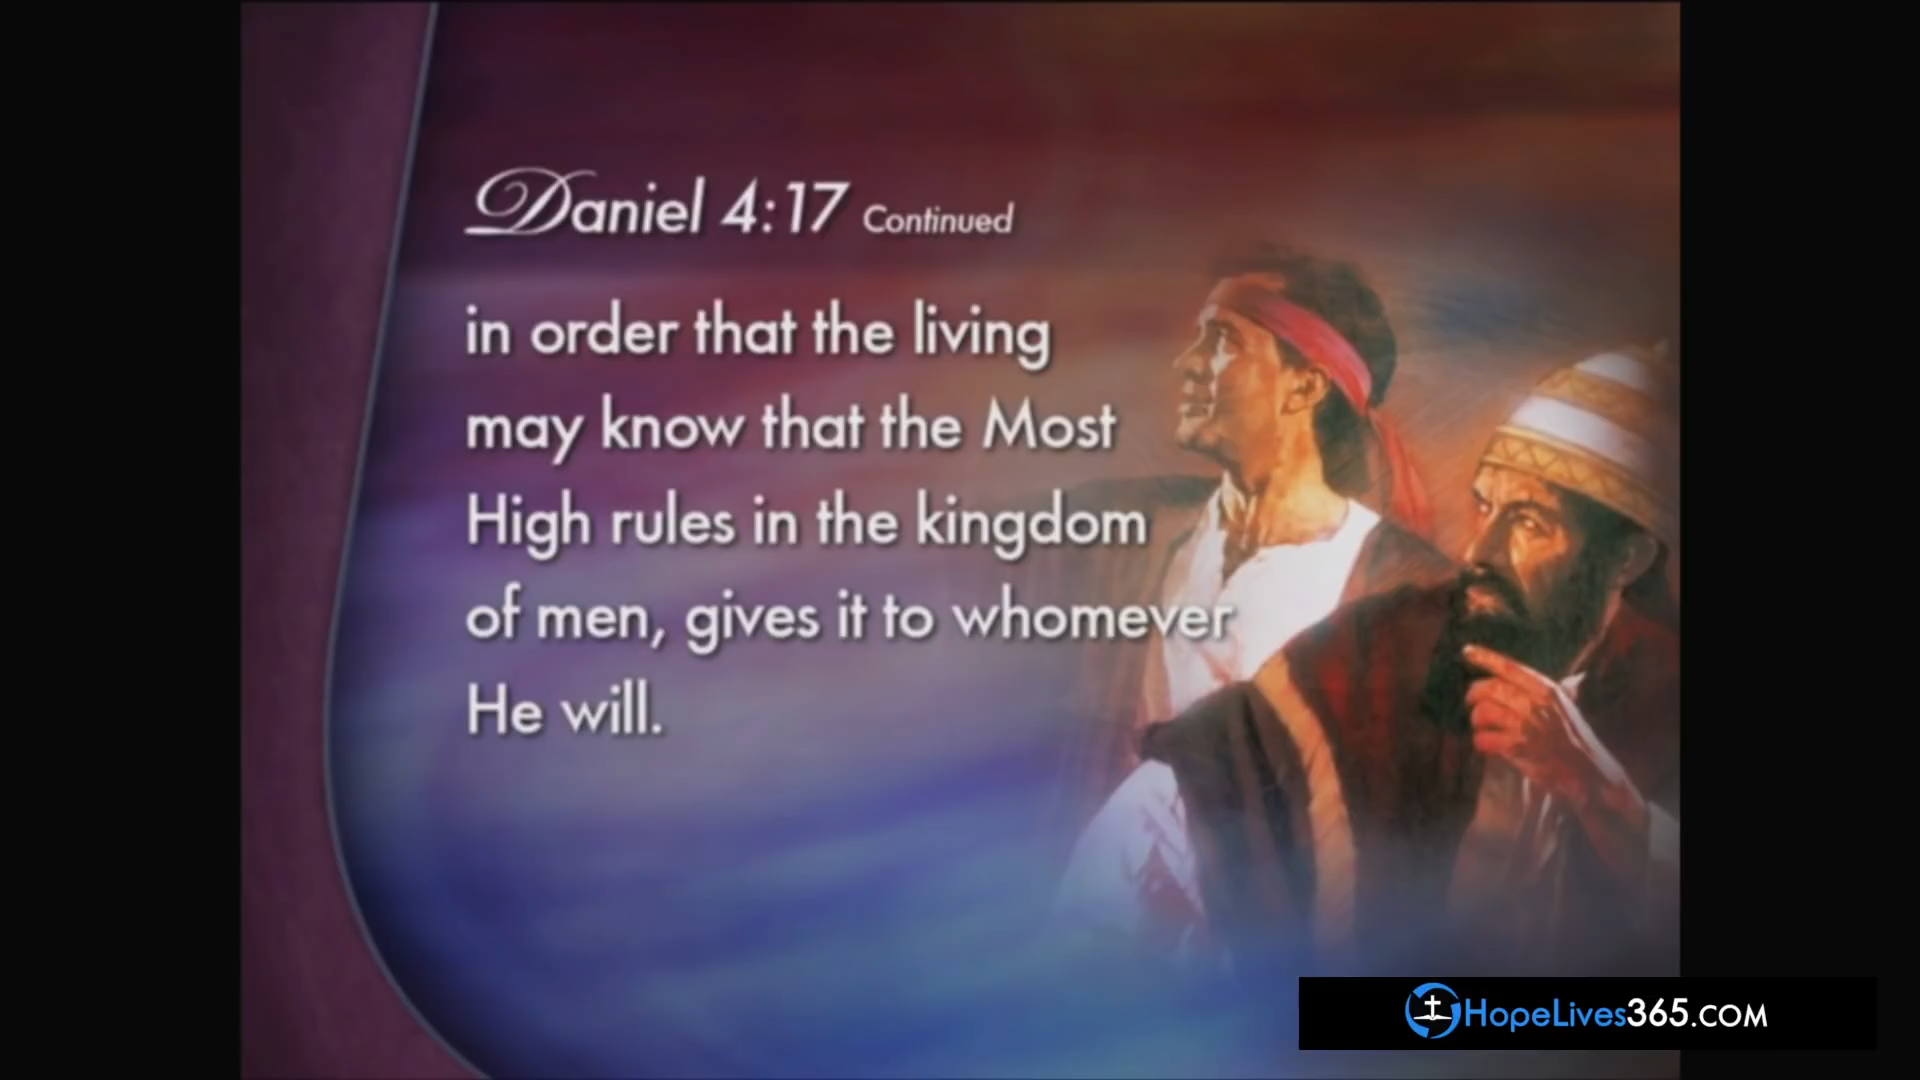 Daniel 4:17 Continued
in order that the living
may know that the Most
High rules in the kingdom
of men, gives it to whomever
He will.
HopeLives365.COM